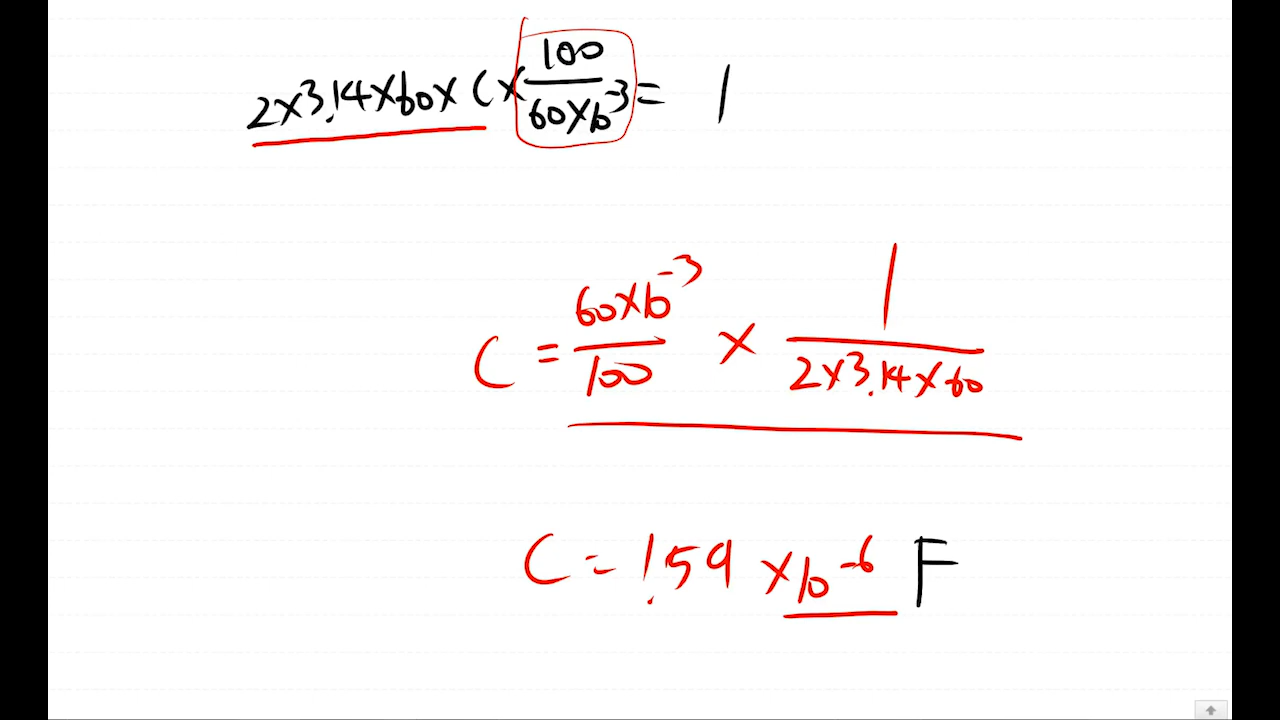 2×3.14×60× C × 100/60×10⁻³ = 1
C = 60×10⁻³/100 × 1/2×3.14×60
C = 1.59 ×10⁻⁶ F